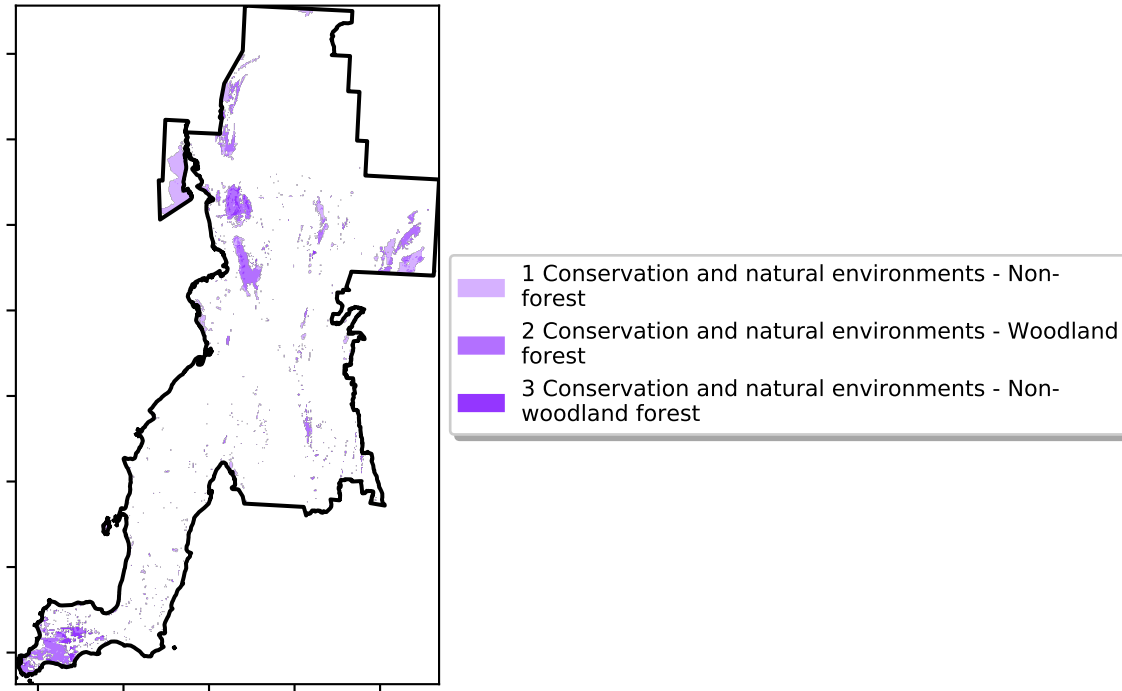 1 Conservation and natural environments - Non-
forest
2 Conservation and natural environments - Woodland
forest
3 Conservation and natural environments - Non-
woodland forest